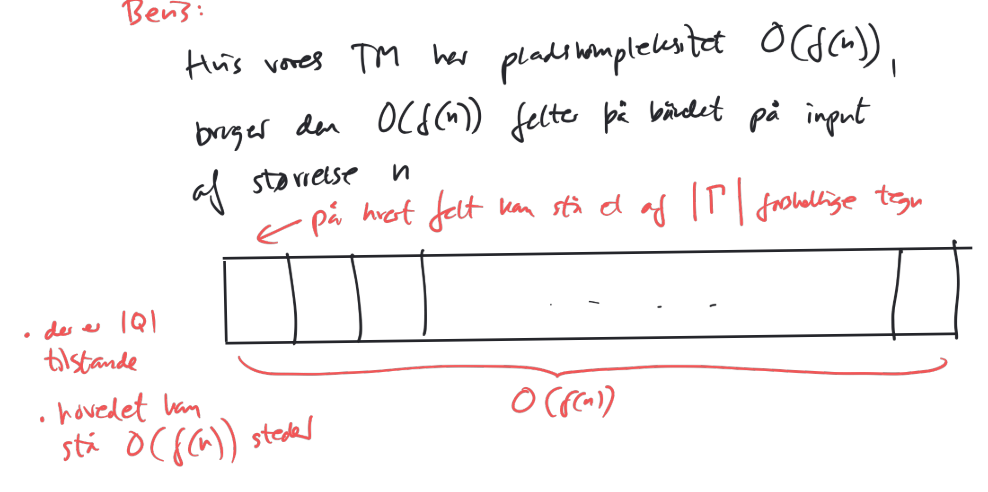 Bevis:
Hvis vores TM har pladskompleksitet O(f(n)),
bruger den O(f(n)) felter på båndet på input
af størrelse n
på hvert felt kan stå et af |Γ| forskellige tegn
• der er |Q|
tilstande
• hovedet kan
stå O(f(n)) steder
O(f(n))